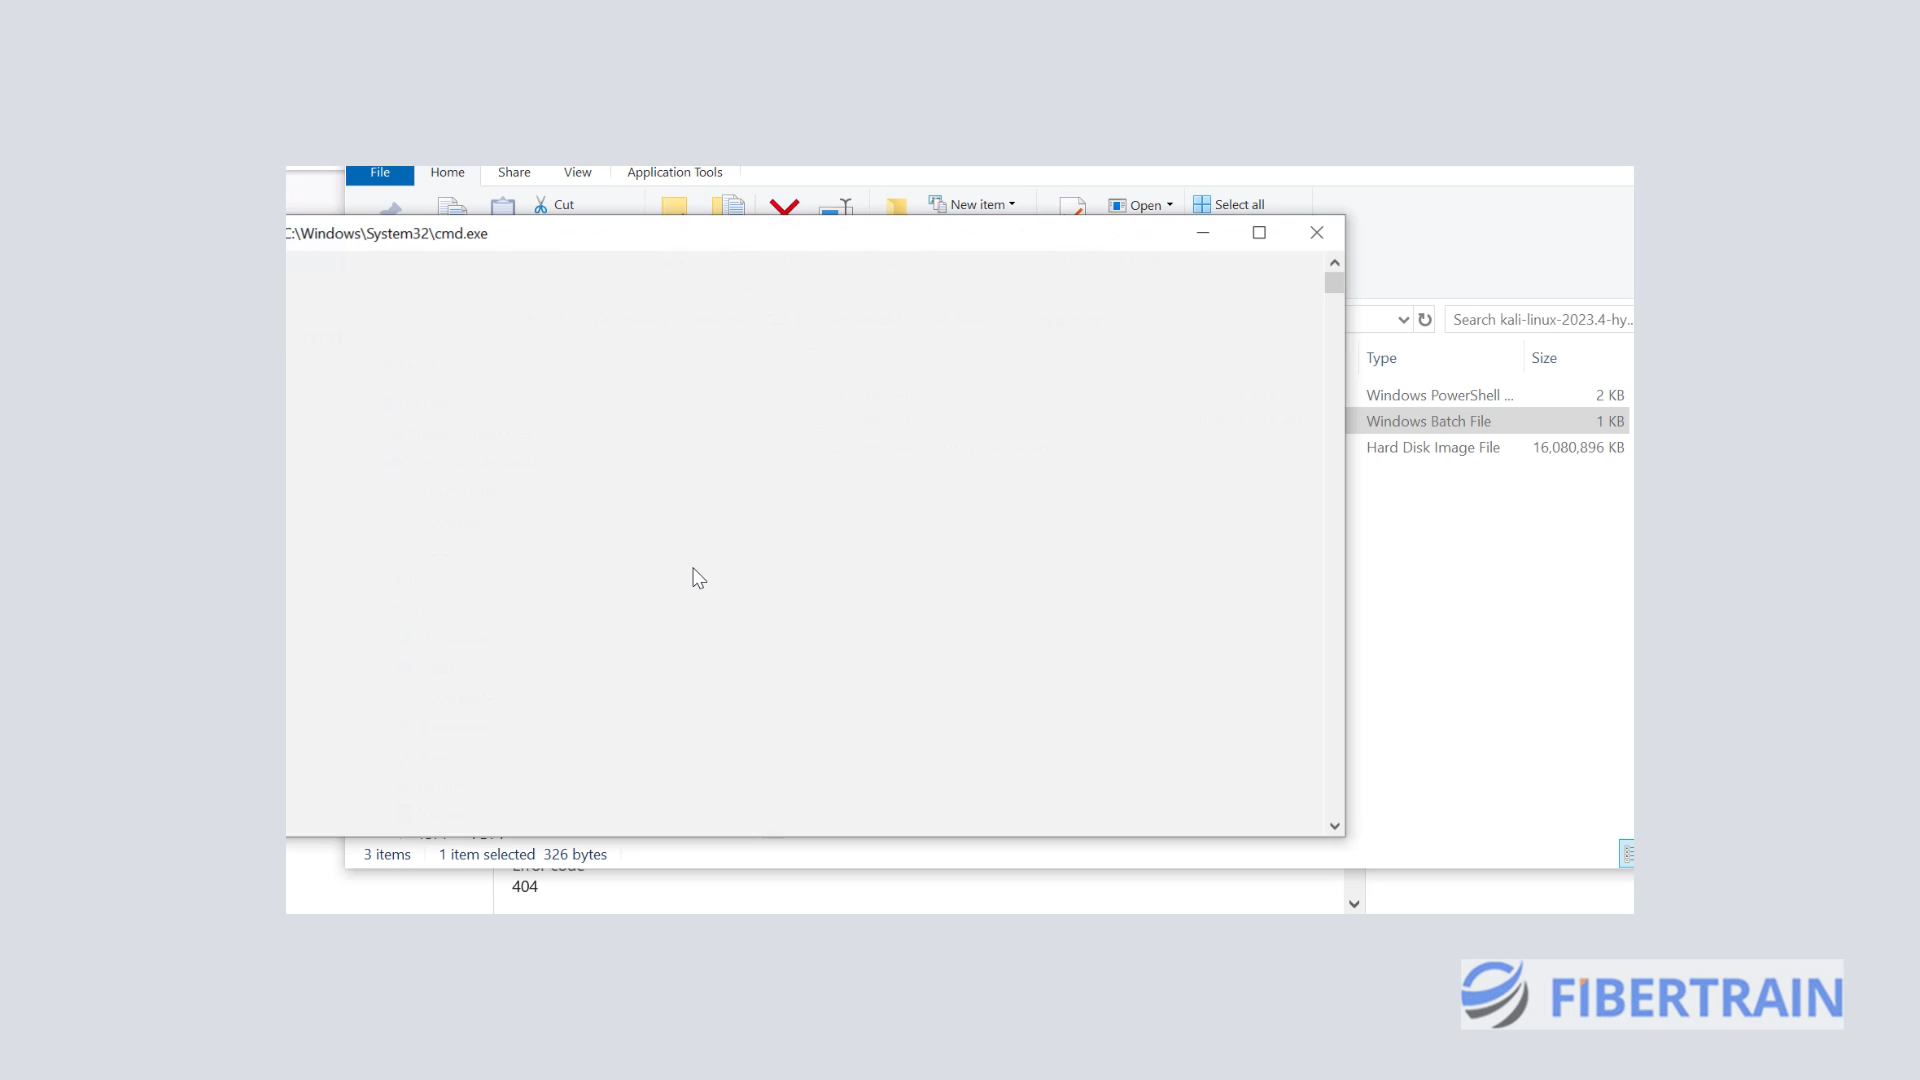 File Home Share View Application Tools
Cut New item Open Select all
C:\Windows\System32\cmd.exe
Search kali-linux-2023.4-hy...
Type Size
Windows PowerShell ... 2 KB
Windows Batch File 1 KB
Hard Disk Image File 16,080,896 KB
3 items 1 item selected 326 bytes
Error code
404
FIBERTRAIN